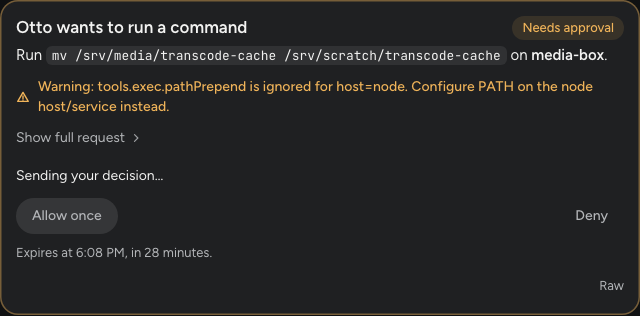 Otto wants to run a command
Needs approval
Run mv /srv/media/transcode-cache /srv/scratch/transcode-cache on media-box.
Warning: tools.exec.pathPrepend is ignored for host=node. Configure PATH on the node
host/service instead.
Show full request
Sending your decision...
Allow once
Deny
Expires at 6:08 PM, in 28 minutes.
Raw